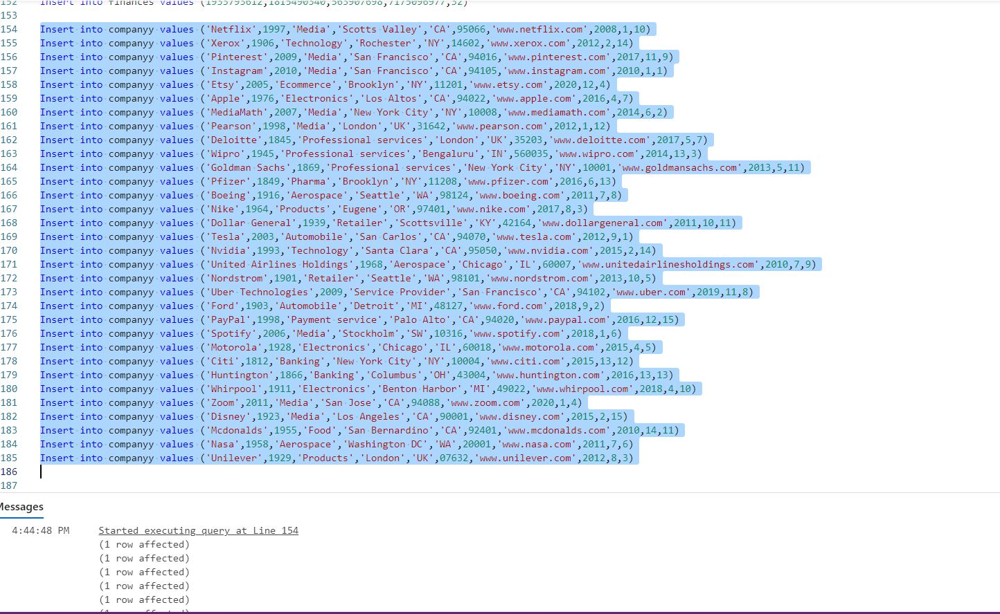 152 Insert into finances values (1933793612,1815490340,563907698,7175096977,32)
153
154 Insert into companyy values ('Netflix',1997,'Media','Scotts Valley','CA',95066,'www.netflix.com',2008,1,10)
155 Insert into companyy values ('Xerox',1906,'Technology','Rochester','NY',14602,'www.xerox.com',2012,2,14)
156 Insert into companyy values ('Pinterest',2009,'Media','San Francisco','CA',94016,'www.pinterest.com',2017,11,9)
157 Insert into companyy values ('Instagram',2010,'Media','San Francisco','CA',94105,'www.instagram.com',2010,1,1)
158 Insert into companyy values ('Etsy',2005,'Ecommerce','Brooklyn','NY',11201,'www.etsy.com',2020,12,4)
159 Insert into companyy values ('Apple',1976,'Electronics','Los Altos','CA',94022,'www.apple.com',2016,4,7)
160 Insert into companyy values ('MediaMath',2007,'Media','New York City','NY',10008,'www.mediamath.com',2014,6,2)
161 Insert into companyy values ('Pearson',1998,'Media','London','UK',31642,'www.pearson.com',2012,1,12)
162 Insert into companyy values ('Deloitte',1845,'Professional services','London','UK',35203,'www.deloitte.com',2017,5,7)
163 Insert into companyy values ('Wipro',1945,'Professional services','Bengaluru','IN',560035,'www.wipro.com',2014,13,3)
164 Insert into companyy values ('Goldman Sachs',1869,'Professional services','New York City','NY',10001,'www.goldmansachs.com',2013,5,11)
165 Insert into companyy values ('Pfizer',1849,'Pharma','Brooklyn','NY',11208,'www.pfizer.com',2016,6,13)
166 Insert into companyy values ('Boeing',1916,'Aerospace','Seattle','WA',98124,'www.boeing.com',2011,7,8)
167 Insert into companyy values ('Nike',1964,'Products','Eugene','OR',97401,'www.nike.com',2017,8,3)
168 Insert into companyy values ('Dollar General',1939,'Retailer','Scottsville','KY',42164,'www.dollargeneral.com',2011,10,11)
169 Insert into companyy values ('Tesla',2003,'Automobile','San Carlos','CA',94070,'www.tesla.com',2012,9,1)
170 Insert into companyy values ('Nvidia',1993,'Technology','Santa Clara','CA',95050,'www.nvidia.com',2015,2,14)
171 Insert into companyy values ('United Airlines Holdings',1968,'Aerospace','Chicago','IL',60007,'www.unitedairlinesholdings.com',2010,7,9)
172 Insert into companyy values ('Nordstrom',1901,'Retailer','Seattle','WA',98101,'www.nordstrom.com',2013,10,5)
173 Insert into companyy values ('Uber Technologies',2009,'Service Provider','San Francisco','CA',94102,'www.uber.com',2019,11,8)
174 Insert into companyy values ('Ford',1903,'Automobile','Detroit','MI',48127,'www.ford.com',2018,9,2)
175 Insert into companyy values ('PayPal',1998,'Payment service','Palo Alto','CA',94020,'www.paypal.com',2016,12,15)
176 Insert into companyy values ('Spotify',2006,'Media','Stockholm','SW',10316,'www.spotify.com',2018,1,6)
177 Insert into companyy values ('Motorola',1928,'Electronics','Chicago','IL',60018,'www.motorola.com',2015,4,5)
178 Insert into companyy values ('Citi',1812,'Banking','New York City','NY',10004,'www.citi.com',2015,13,12)
179 Insert into companyy values ('Huntington',1866,'Banking','Columbus','OH',43004,'www.huntington.com',2016,13,13)
180 Insert into companyy values ('Whirpool',1911,'Electronics','Benton Harbor','MI',49022,'www.whirpool.com',2018,4,10)
181 Insert into companyy values ('Zoom',2011,'Media','San Jose','CA',94088,'www.zoom.com',2020,1,4)
182 Insert into companyy values ('Disney',1923,'Media','Los Angeles','CA',90001,'www.disney.com',2015,2,15)
183 Insert into companyy values ('Mcdonalds',1955,'Food','San Bernardino','CA',92401,'www.mcdonalds.com',2010,14,11)
184 Insert into companyy values ('Nasa',1958,'Aerospace','Washington DC','WA',20001,'www.nasa.com',2011,7,6)
185 Insert into companyy values ('Unilever',1929,'Products','London','UK',07632,'www.unilever.com',2012,8,3)
186
187
Messages
4:44:48 PM Started executing query at Line 154
(1 row affected)
(1 row affected)
(1 row affected)
(1 row affected)
(1 row affected)